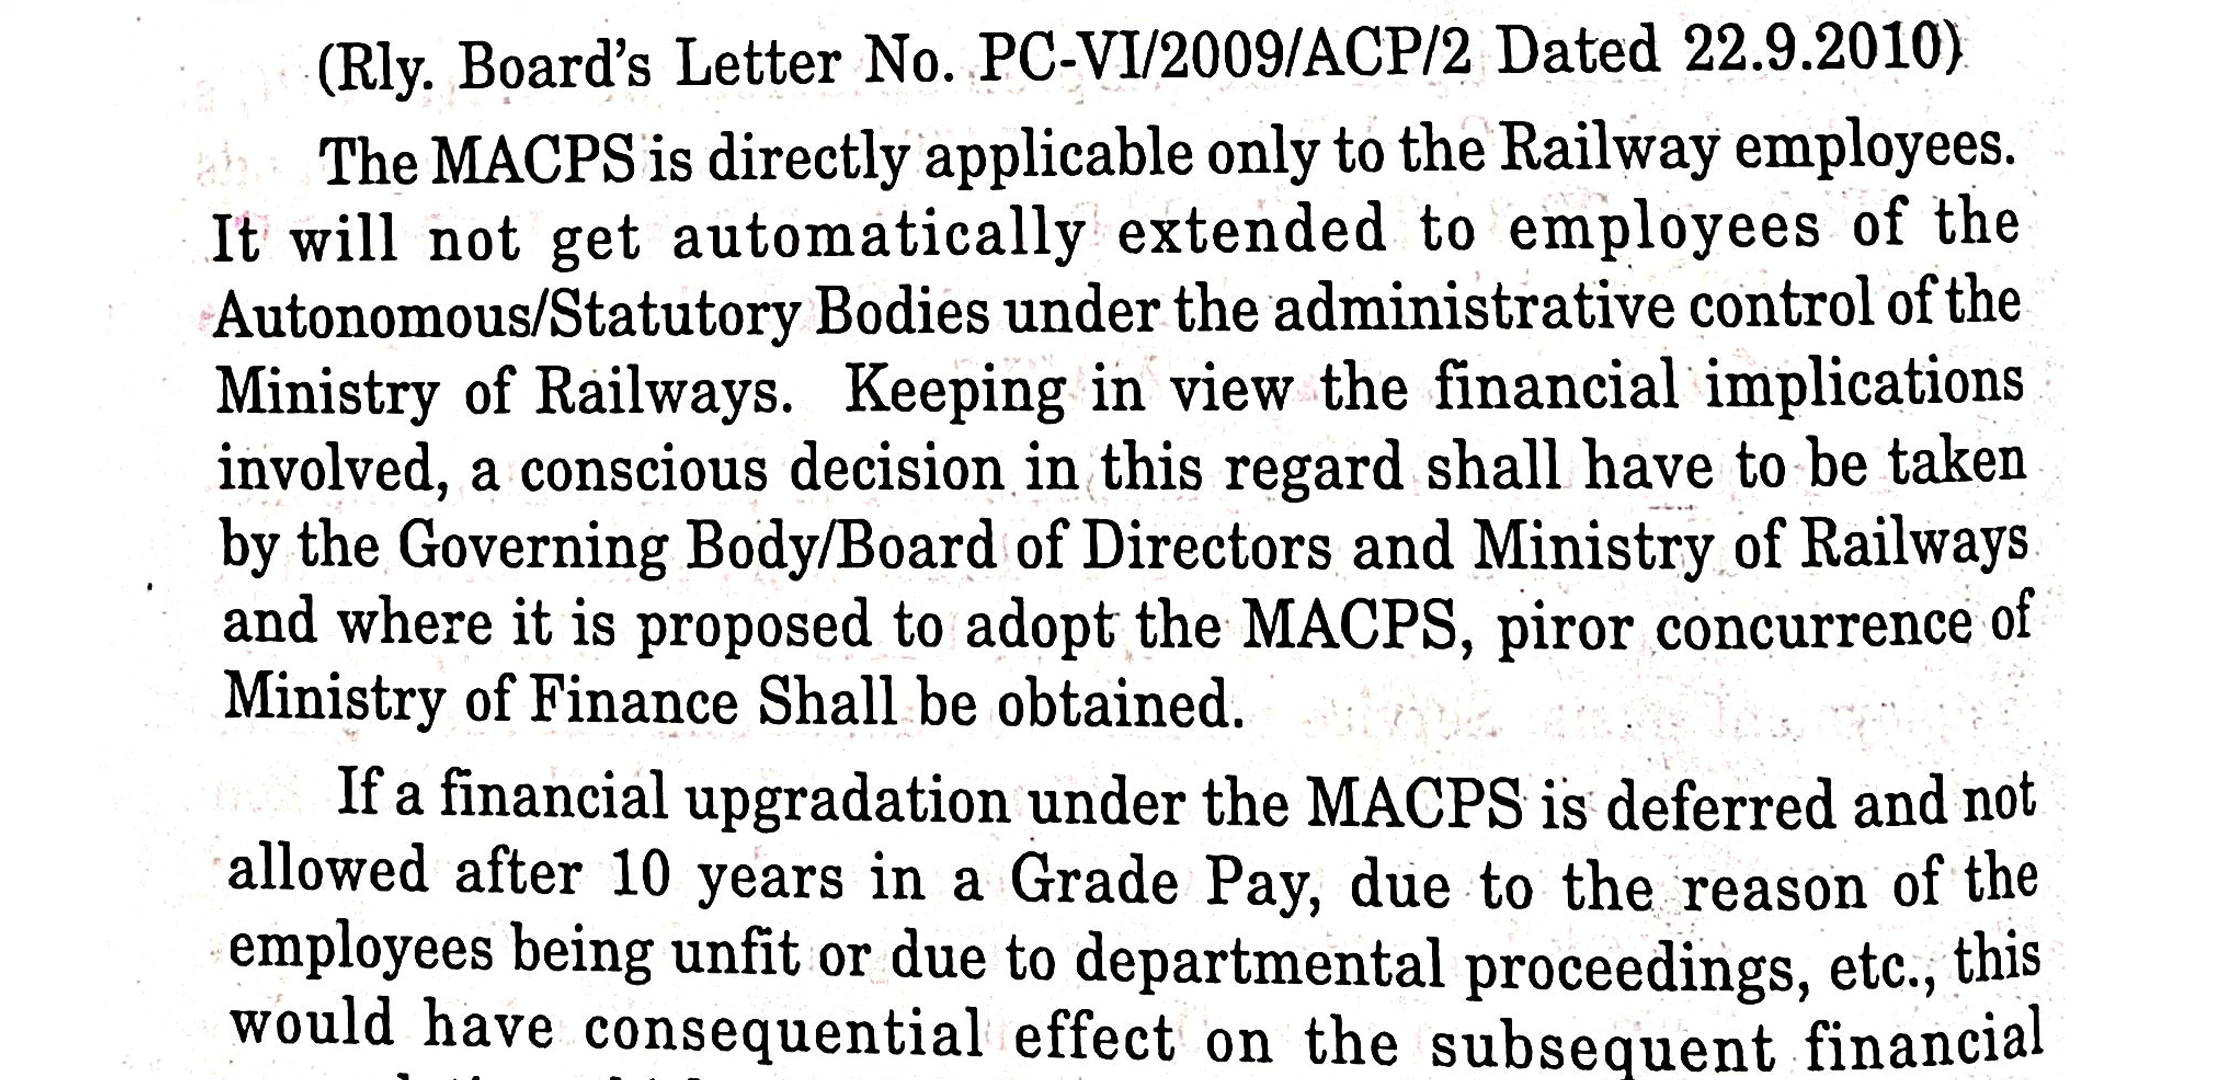 (Rly. Board's Letter No. PC-VI/2009/ACP/2 Dated 22.9.2010)
The MACPS is directly applicable only to the Railway employees.
It will not get automatically extended to employees of the
Autonomous/Statutory Bodies under the administrative control of the
Ministry of Railways. Keeping in view the financial implications
involved, a conscious decision in this regard shall have to be taken
by the Governing Body/Board of Directors and Ministry of Railways
and where it is proposed to adopt the MACPS, piror concurrence of
Ministry of Finance Shall be obtained.
If a financial upgradation under the MACPS is deferred and not
allowed after 10 years in a Grade Pay, due to the reason of the
employees being unfit or due to departmental proceedings, etc., this
would have consequential effect on the subsequent financial